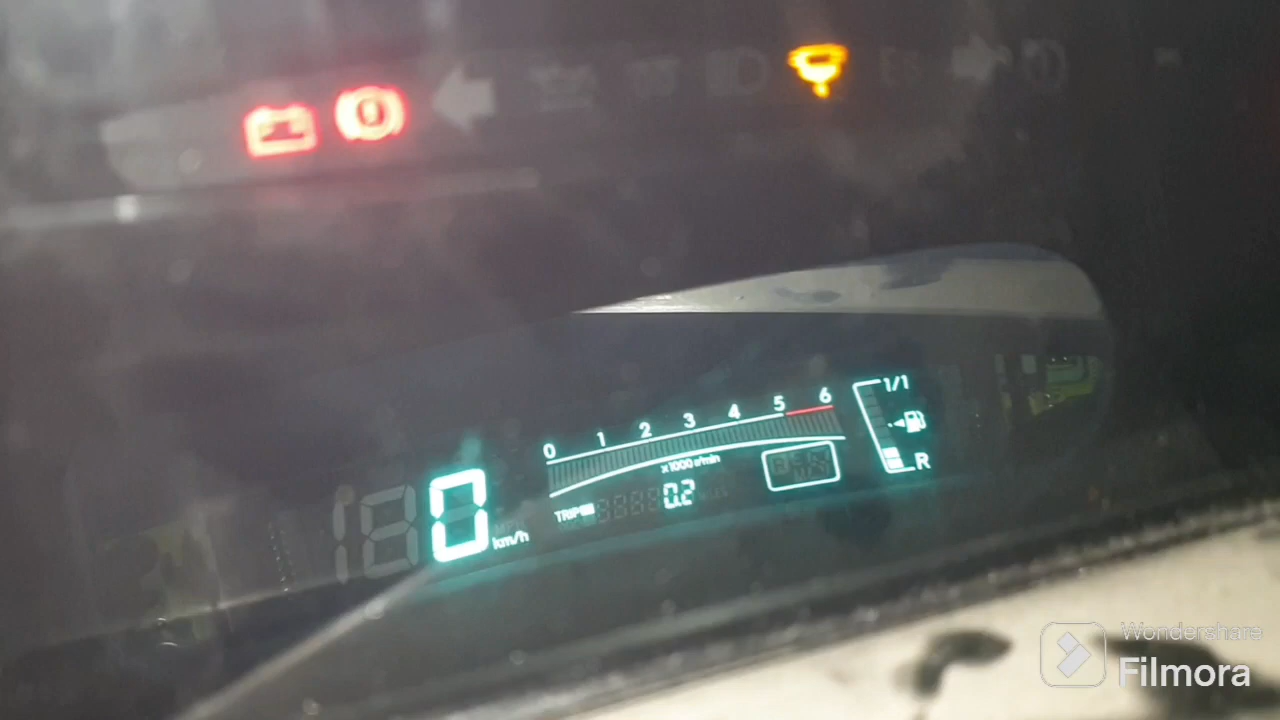 0 1 2 3 4 5 6
x1000 r/min
1/1
R
TRIP 0.2
0 km/h
Wondershare
Filmora